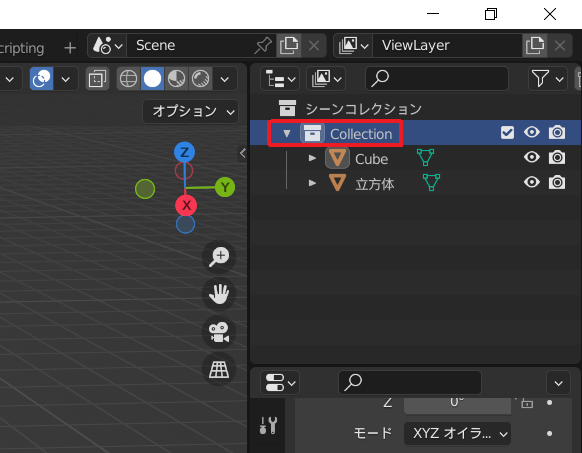 cripting + Scene ViewLayer
オプション
シーンコレクション
Collection
Cube
立方体
Z
Y
X
Z 0°
モード XYZ オイラ...